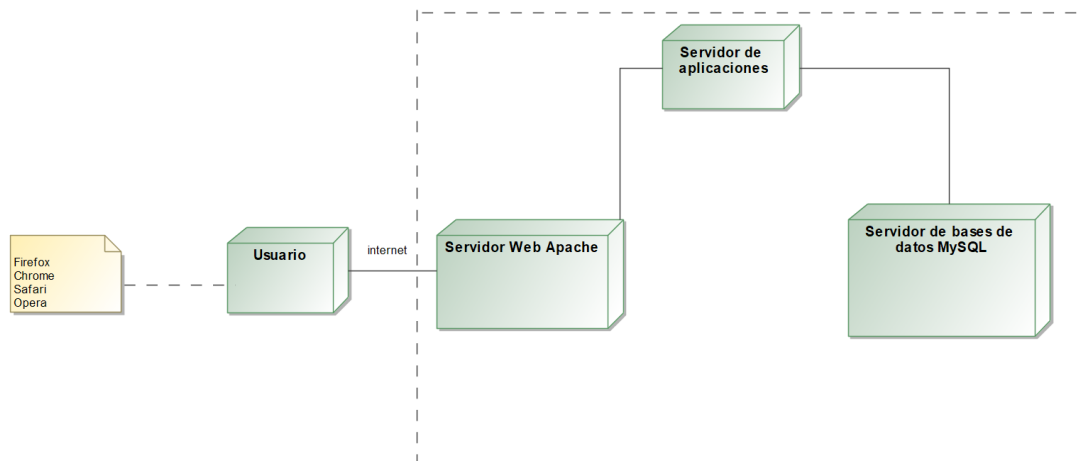 Servidor de
aplicaciones
Firefox
Chrome
Safari
Opera
Usuario
internet
Servidor Web Apache
Servidor de bases de
datos MySQL